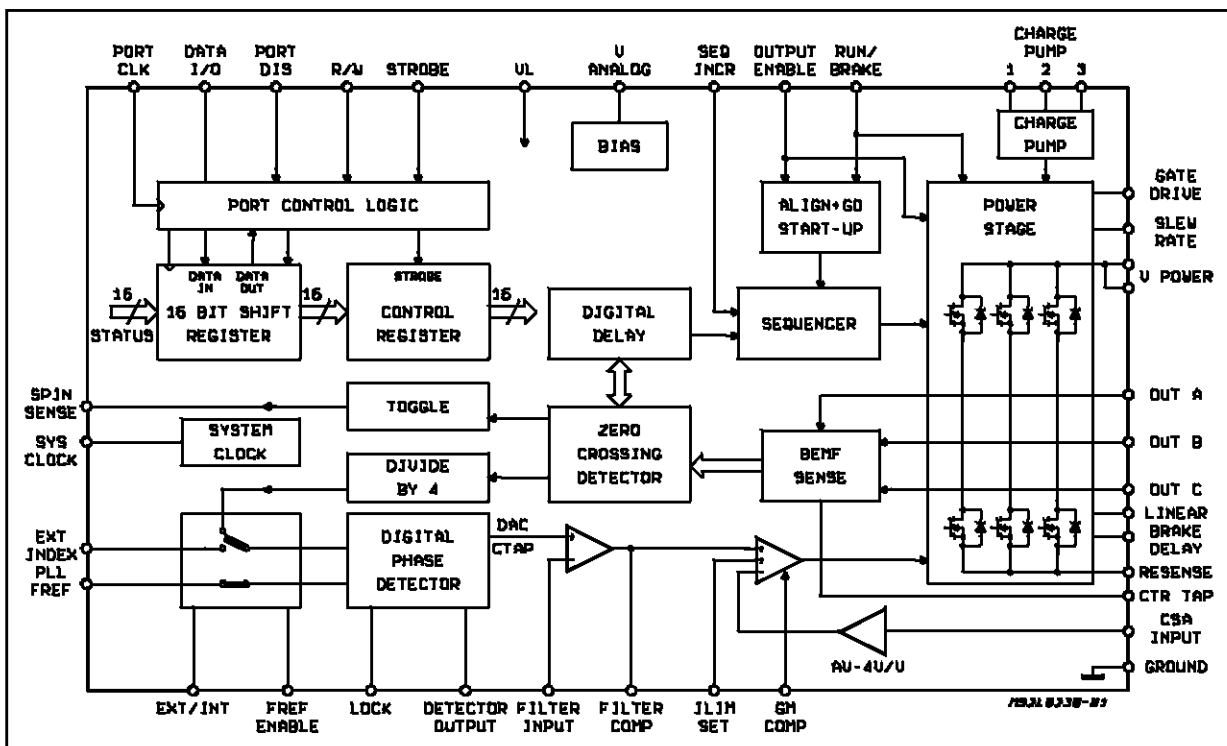 PORT CLK
DATA I/O
PORT DIS
R/W
STROBE
VL
V ANALOG
SEQ INCR
OUTPUT ENABLE
RUN/ BRAKE
CHARGE PUMP
1 2 3
BIAS
CHARGE PUMP
PORT CONTROL LOGIC
ALIGN+GO START-UP
POWER STAGE
GATE DRIVE
SLEW RATE
V POWER
DATA IN
DATA OUT
STROBE
16
STATUS
16 BIT SHIFT REGISTER
16
CONTROL REGISTER
16
DIGITAL DELAY
SEQUENCER
SPIN SENSE
TOGGLE
SYS CLOCK
SYSTEM CLOCK
ZERO CROSSING DETECTOR
BEMF SENSE
OUT A
OUT B
OUT C
DIVIDE BY 4
LINEAR
BRAKE DELAY
EXT INDEX
PLL FREF
DIGITAL PHASE DETECTOR
DAC
CTAP
RSENSE
CTR TAP
CSA INPUT
AV-4V/V
GROUND
EXT/INT
FREF ENABLE
LOCK
DETECTOR OUTPUT
FILTER INPUT
FILTER COMP
ILIM SET
GM COMP